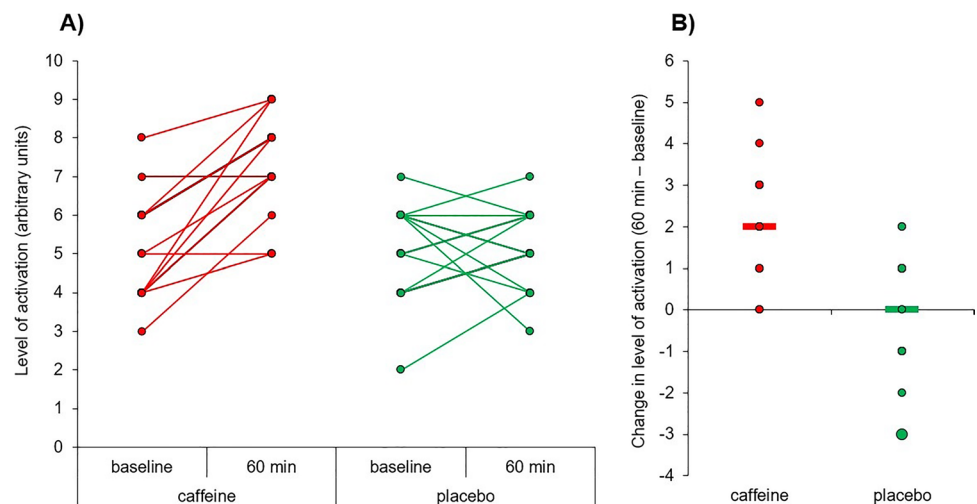 A)
Level of activation (arbitrary units)
10
9
8
7
6
5
4
3
2
1
0
baseline
60 min
baseline
60 min
caffeine
placebo
B)
Change in level of activation (60 min – baseline)
6
5
4
3
2
1
0
-1
-2
-3
-4
caffeine
placebo